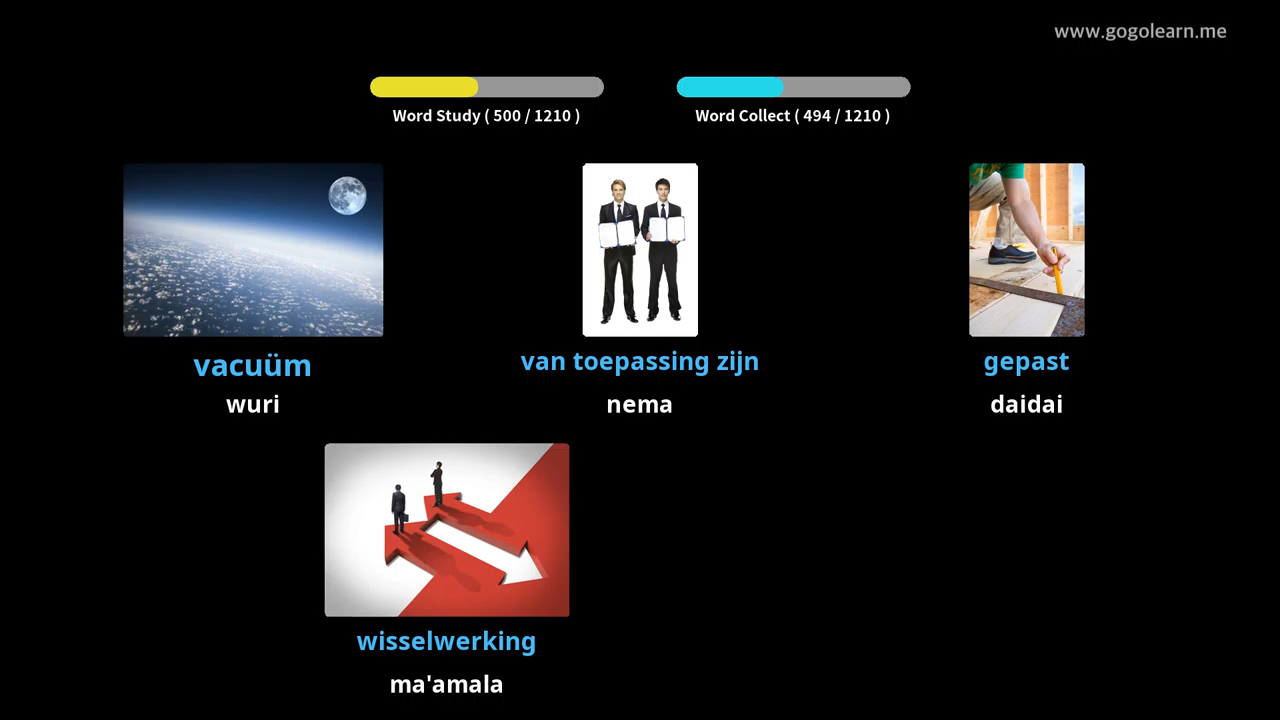 www.gogolearn.me
Word Study ( 500 / 1210 )
Word Collect ( 494 / 1210 )
vacuüm
wuri
van toepassing zijn
nema
gepast
daidai
wisselwerking
ma'amala